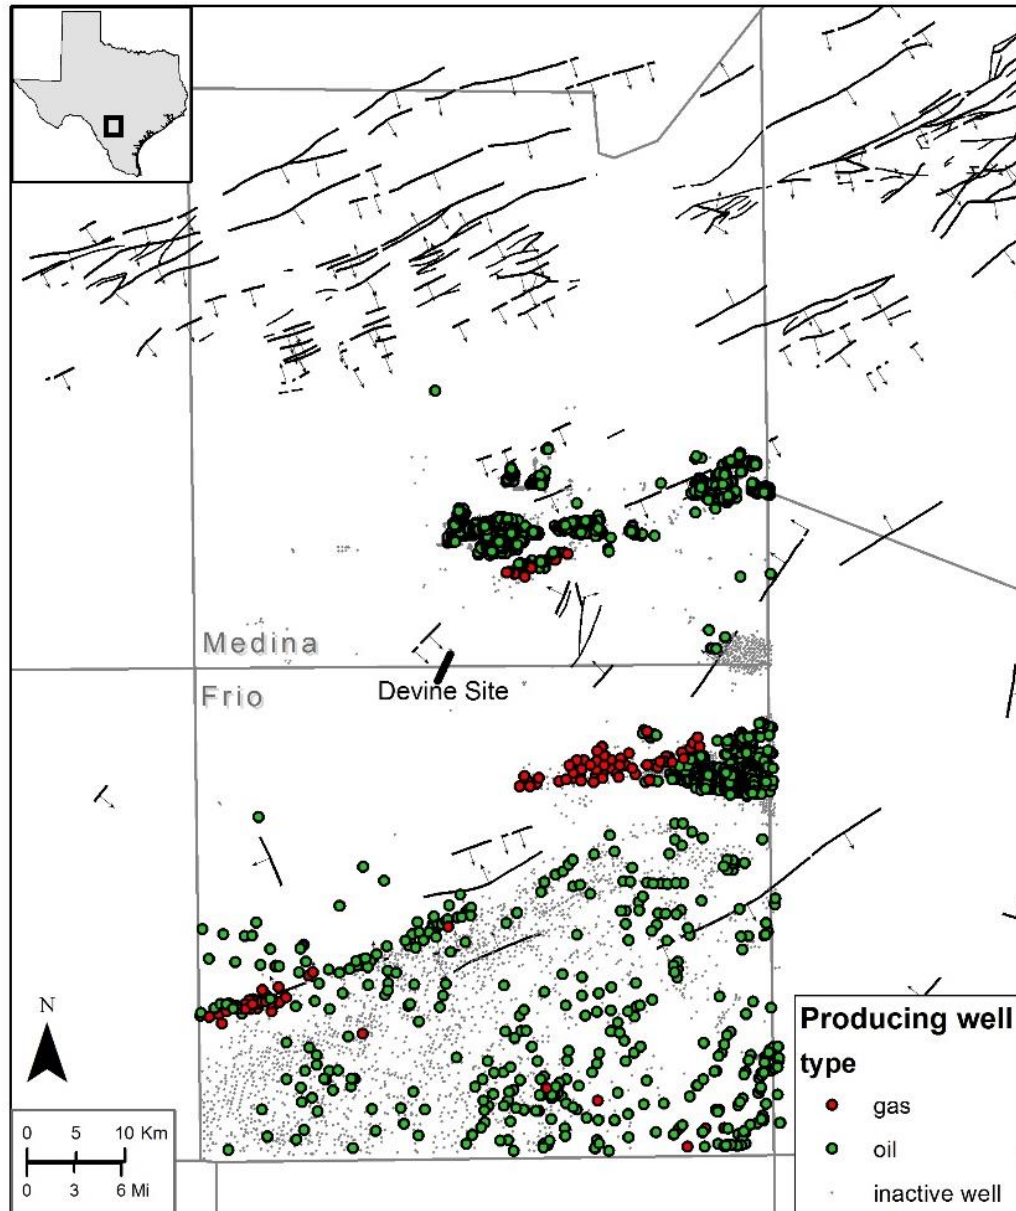 Medina
Frio
Devine Site
N
0 5 10 Km
0 3 6 Mi
Producing well
type
gas
oil
inactive well